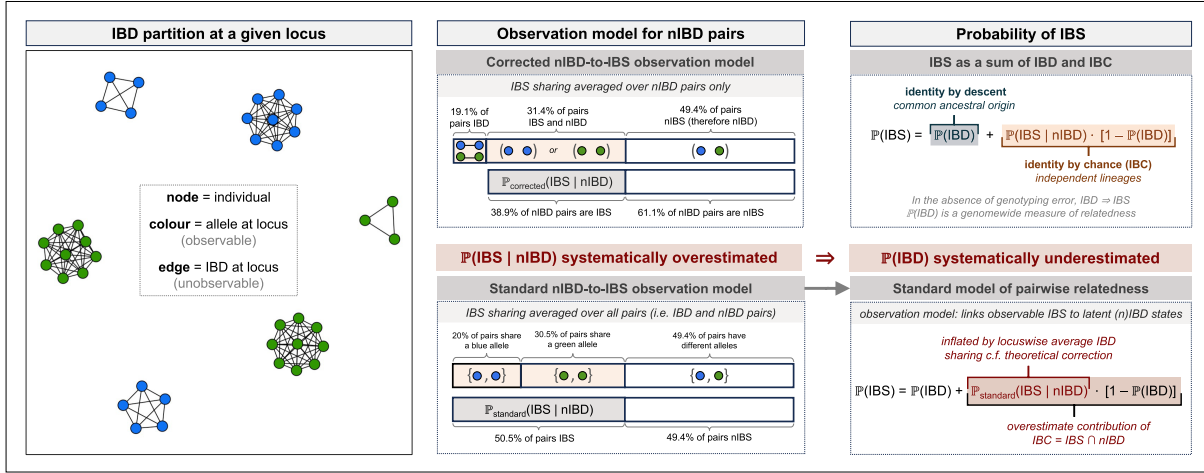 IBD partition at a given locus
node = individual
colour = allele at locus
(observable)
edge = IBD at locus
(unobservable)
Observation model for nIBD pairs
Corrected nIBD-to-IBS observation model
IBS sharing averaged over nIBD pairs only
19.1% of
pairs IBD
31.4% of pairs
IBS and nIBD
49.4% of pairs
nIBS (therefore nIBD)
( ) or ( )
( )
ℙcorrected(IBS | nIBD)
38.9% of nIBD pairs are IBS
61.1% of nIBD pairs are nIBS
ℙ(IBS | nIBD) systematically overestimated
Standard nIBD-to-IBS observation model
IBS sharing averaged over all pairs (i.e. IBD and nIBD pairs)
20% of pairs share
a blue allele
30.5% of pairs share
a green allele
49.4% of pairs have
different alleles
{ , }
{ , }
{ , }
ℙstandard(IBS | nIBD)
50.5% of pairs IBS
49.4% of pairs nIBS
⇒
Probability of IBS
IBS as a sum of IBD and IBC
identity by descent
common ancestral origin
ℙ(IBS) = ℙ(IBD) + ℙ(IBS | nIBD) · [1 − ℙ(IBD)]
identity by chance (IBC)
independent lineages
In the absence of genotyping error, IBD ⇒ IBS
ℙ(IBD) is a genomewide measure of relatedness
ℙ(IBD) systematically underestimated
Standard model of pairwise relatedness
observation model: links observable IBS to latent (n)IBD states
inflated by locuswise average IBD
sharing c.f. theoretical correction
ℙ(IBS) = ℙ(IBD) + ℙstandard(IBS | nIBD) · [1 − ℙ(IBD)]
overestimate contribution of
IBC = IBS ∩ nIBD